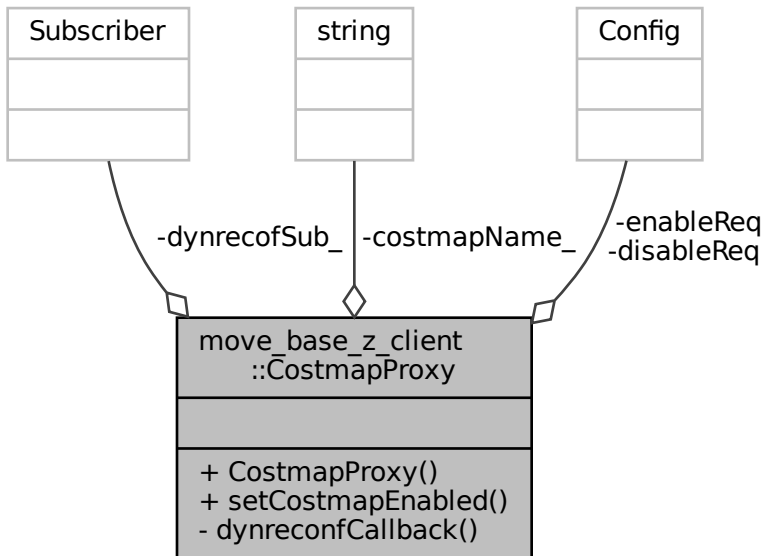 Subscriber
string
Config
-dynrecofSub_
-costmapName_
-enableReq
-disableReq
move_base_z_client
::CostmapProxy
+ CostmapProxy()
+ setCostmapEnabled()
- dynreconfCallback()